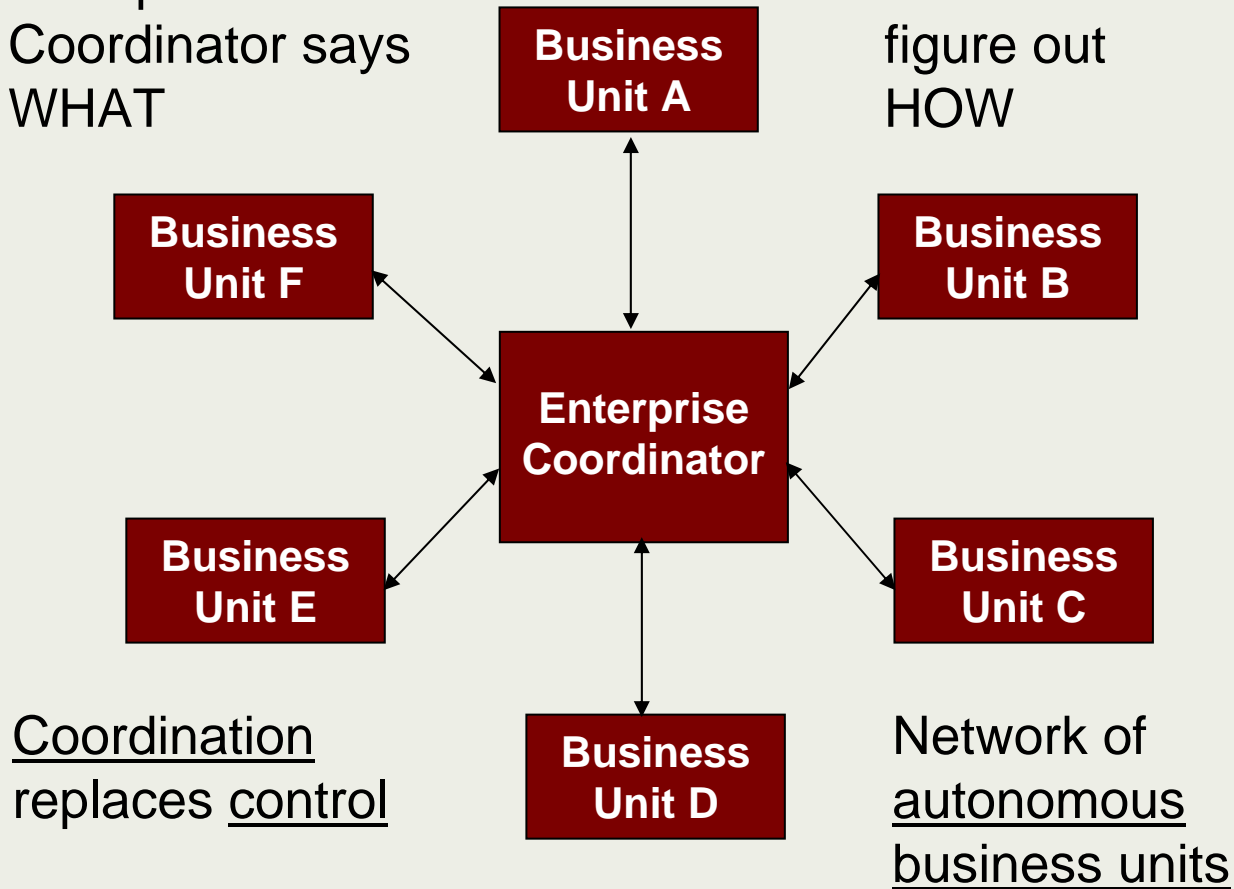 Coordinator says
WHAT
Business
Unit A
figure out
HOW
Business
Unit F
Business
Unit B
Enterprise
Coordinator
Business
Unit E
Business
Unit C
Coordination
replaces control
Business
Unit D
Network of
autonomous
business units